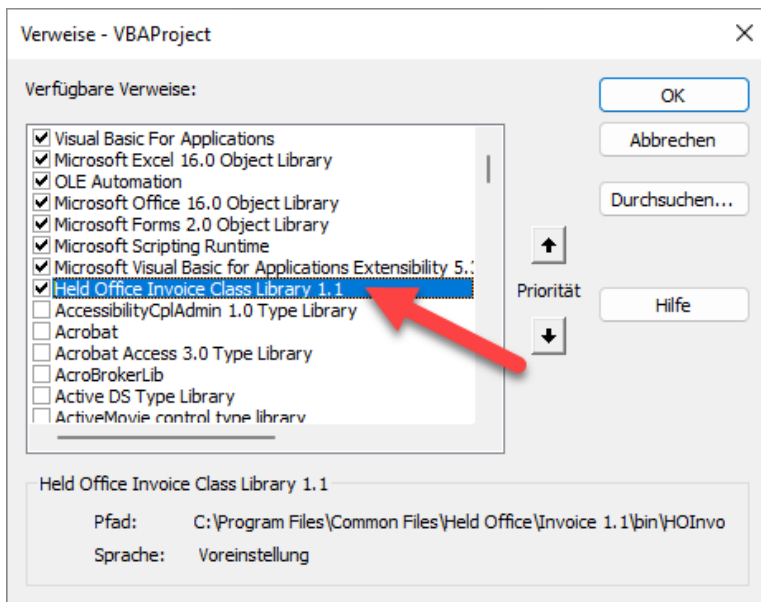 Verweise - VBAProject
Verfügbare Verweise:
OK
Visual Basic For Applications
Microsoft Excel 16.0 Object Library
OLE Automation
Microsoft Office 16.0 Object Library
Microsoft Forms 2.0 Object Library
Microsoft Scripting Runtime
Microsoft Visual Basic for Applications Extensibility 5.
Held Office Invoice Class Library 1.1
AccessibilityCplAdmin 1.0 Type Library
Acrobat
Acrobat Access 3.0 Type Library
AcroBrokerLib
Active DS Type Library
ActiveMovie control type library
Abbrechen
Durchsuchen...
Priorität
Hilfe
Held Office Invoice Class Library 1.1
Pfad: C:\Program Files\Common Files\Held Office\Invoice 1.1\bin\HOInvo
Sprache: Voreinstellung